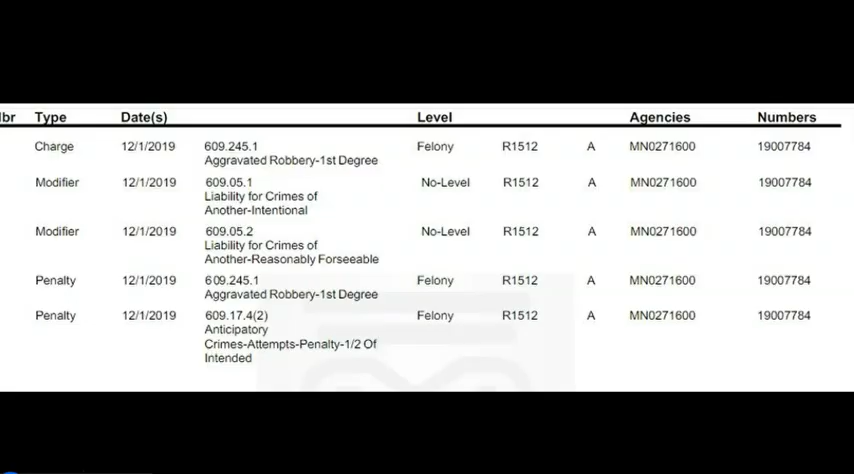 lbr Type Date(s) Level Agencies Numbers
Charge 12/1/2019 609.245.1 Felony R1512 A MN0271600 19007784
Aggravated Robbery-1st Degree
Modifier 12/1/2019 609.05.1 No-Level R1512 A MN0271600 19007784
Liability for Crimes of
Another-Intentional
Modifier 12/1/2019 609.05.2 No-Level R1512 A MN0271600 19007784
Liability for Crimes of
Another-Reasonably Forseeable
Penalty 12/1/2019 609.245.1 Felony R1512 A MN0271600 19007784
Aggravated Robbery-1st Degree
Penalty 12/1/2019 609.17.4(2) Felony R1512 A MN0271600 19007784
Anticipatory
Crimes-Attempts-Penalty-1/2 Of
Intended